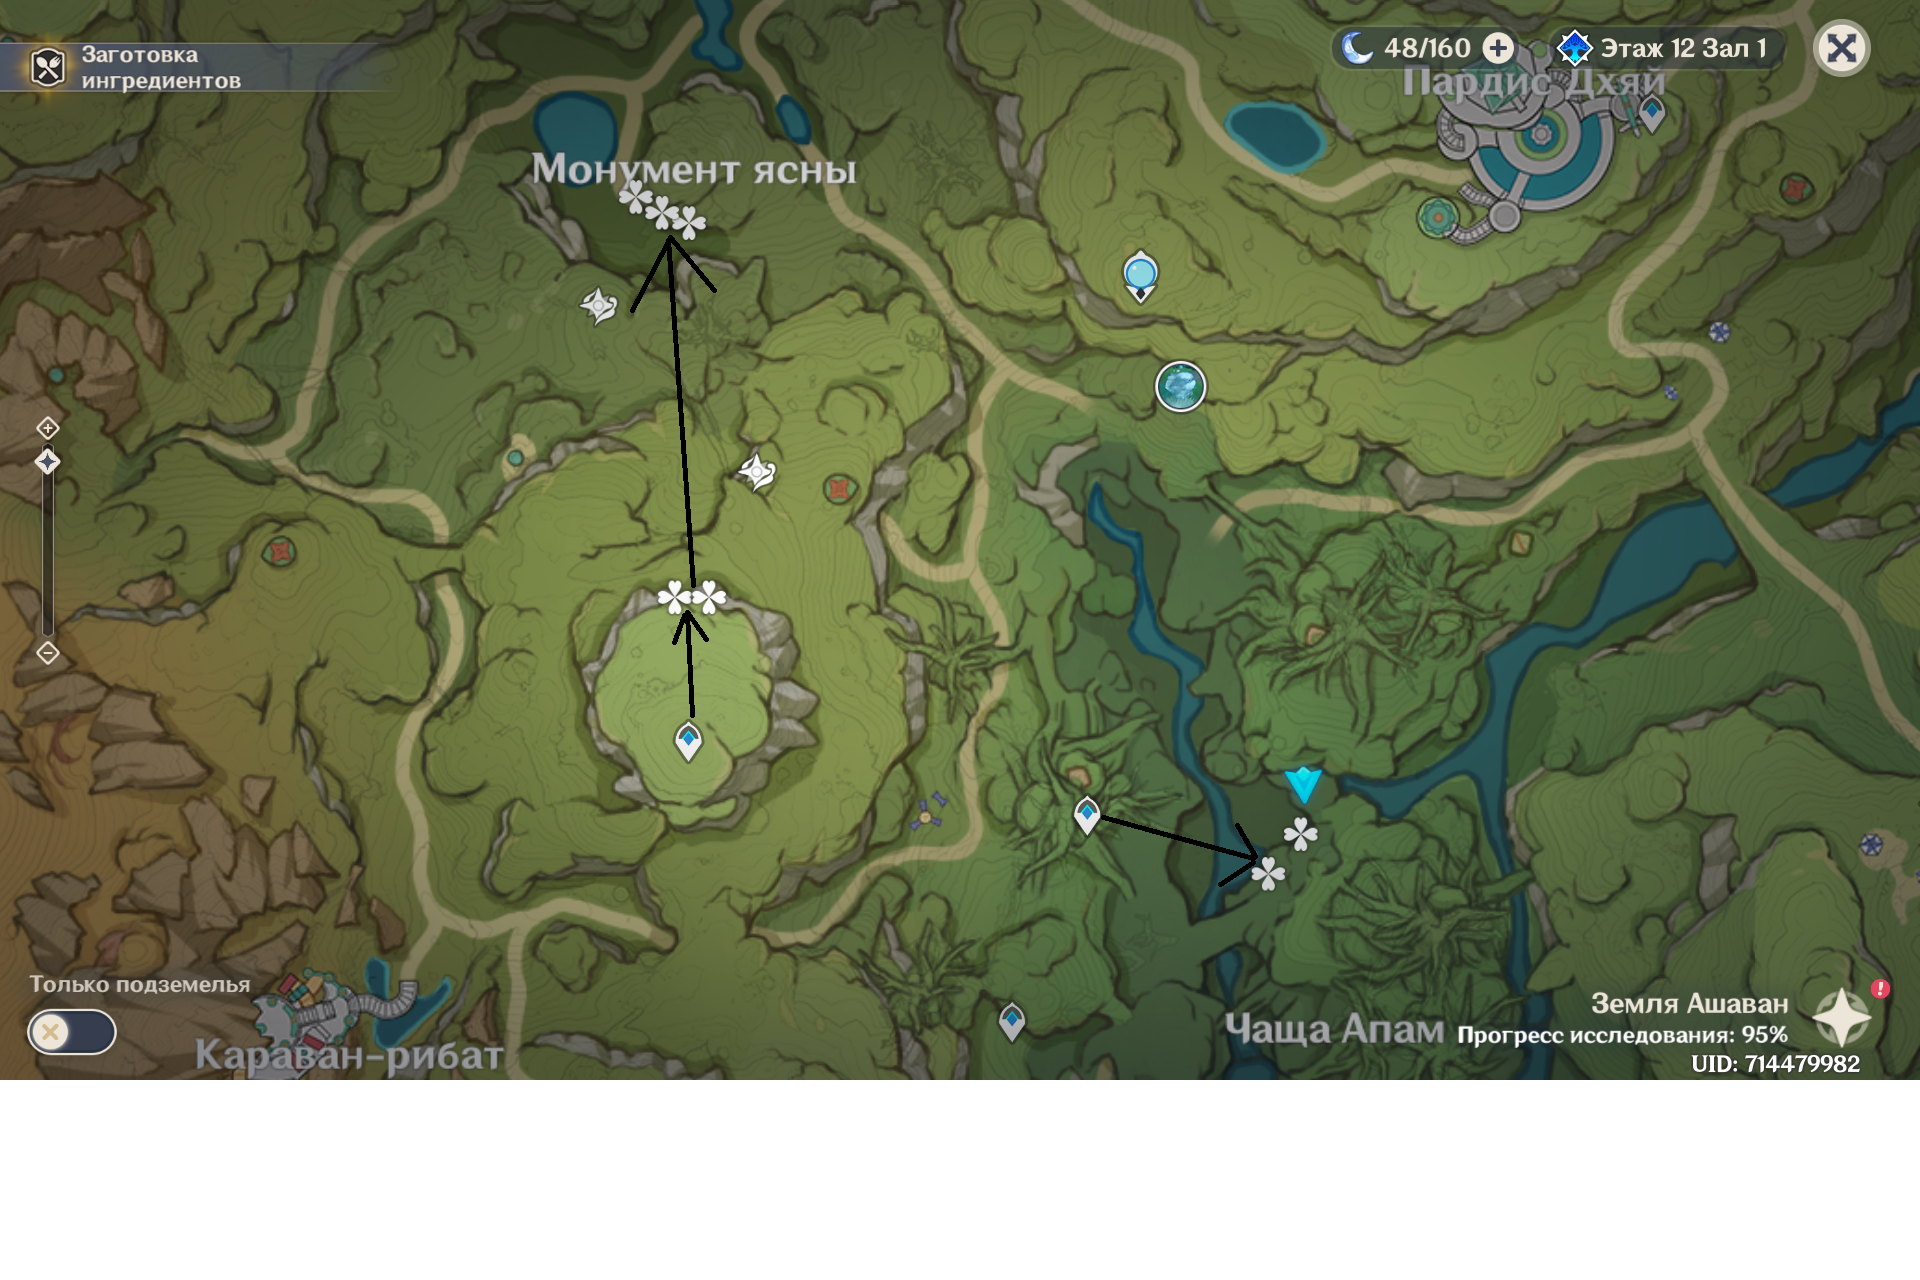 Заготовка
ингредиентов
48/160
Этаж 12 Зал 1
Пардис Дхяй
Монумент ясны
Только подземелья
Караван-рибат
Чаща Апам
Земля Ашаван
Прогресс исследования: 95%
UID: 714479982